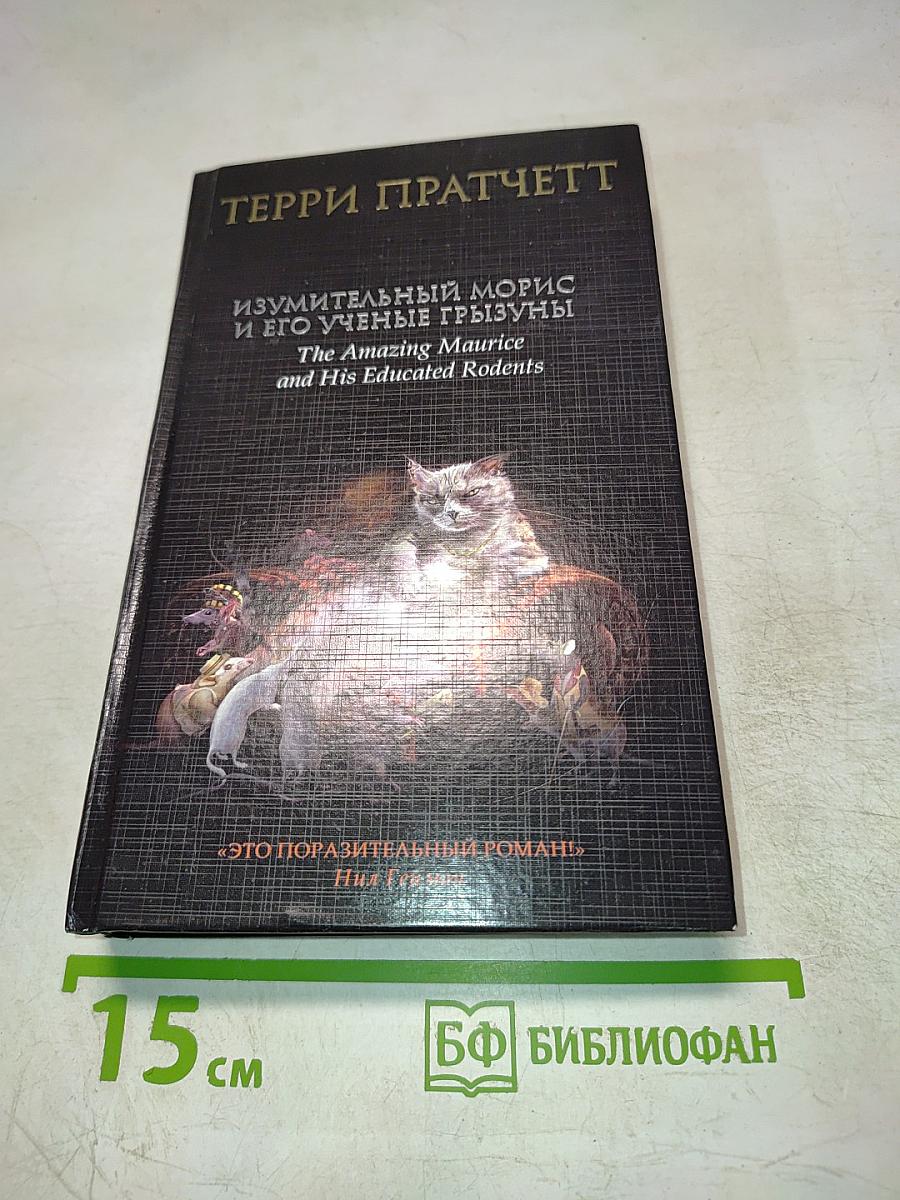 ТЕРРИ ПРАТЧЕТТ
ИЗУМИТЕЛЬНЫЙ МОРИС
И ЕГО УЧЕНЫЕ ГРЫЗУНЫ
The Amazing Maurice
and His Educated Rodents
«ЭТО ПОРАЗИТЕЛЬНЫЙ РОМАН!»
Нил
15 см
БФ БИБЛИОФАН